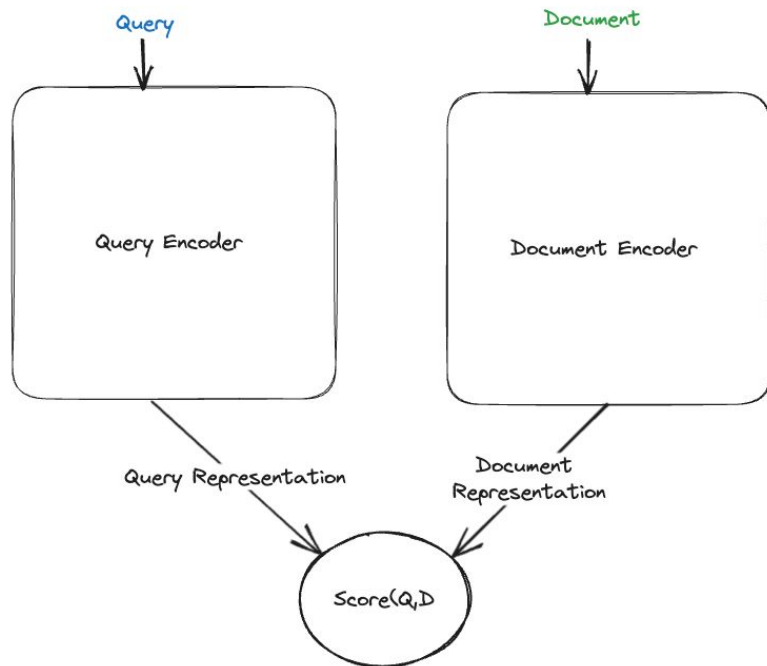 Query
Document
Query Encoder
Document Encoder
Query Representation
Document
Representation
Score(Q,D